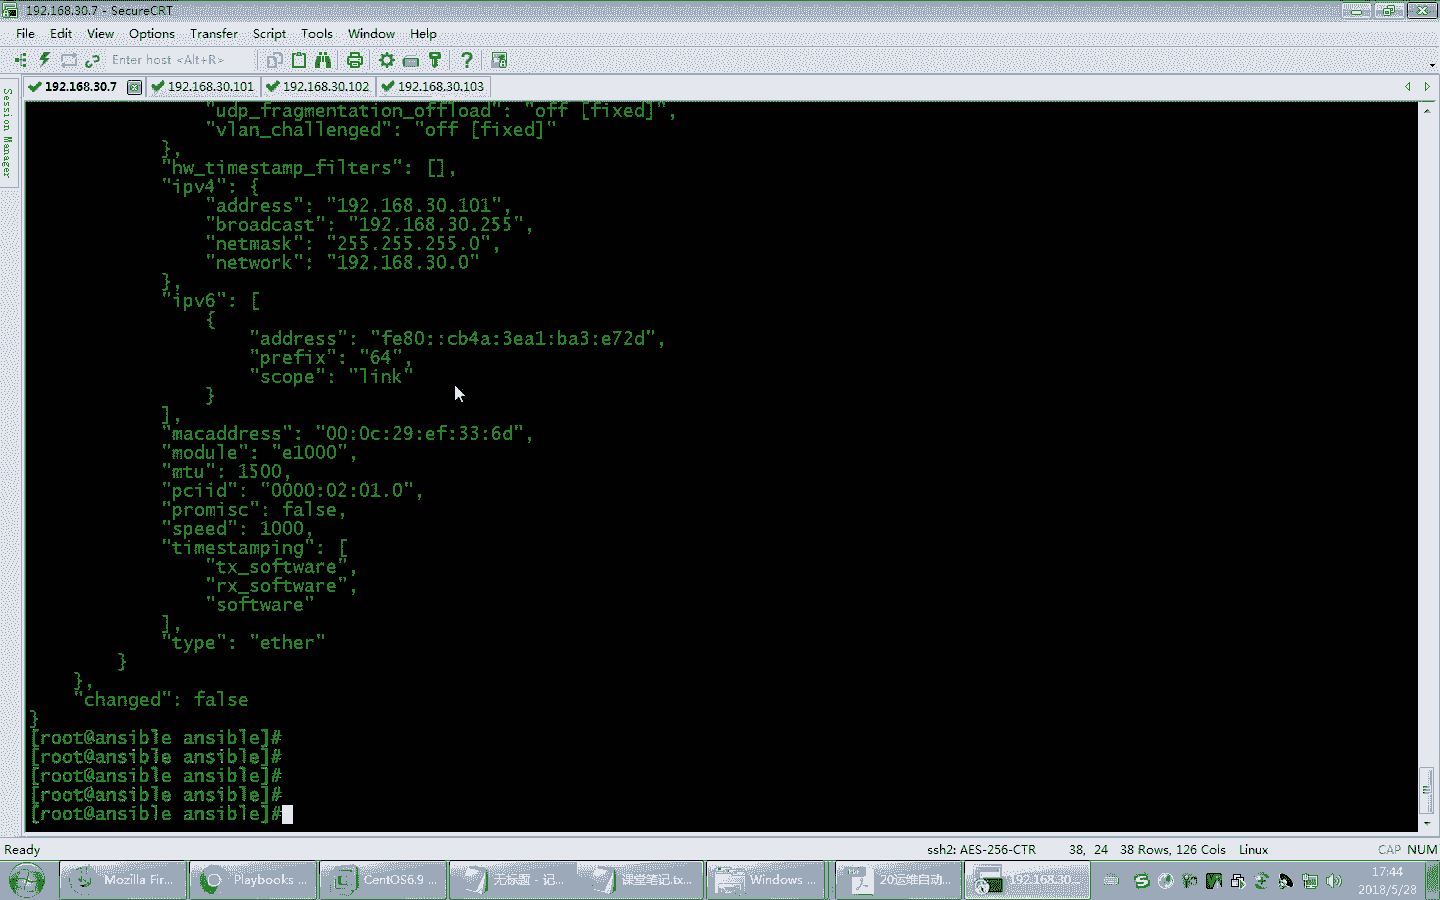 192.168.30.7 - SecureCRT
File Edit View Options Transfer Script Tools Window Help
Enter host <Alt+R>
192.168.30.7 192.168.30.101 192.168.30.102 192.168.30.103
Session Manager
"udp_fragmentation_offload": "off [fixed]",
"vlan_challenged": "off [fixed]"
},
"hw_timestamp_filters": [],
"ipv4": {
"address": "192.168.30.101",
"broadcast": "192.168.30.255",
"netmask": "255.255.255.0",
"network": "192.168.30.0"
},
"ipv6": [
{
"address": "fe80::cb4a:3ea1:ba3:e72d",
"prefix": "64",
"scope": "link"
}
],
"macaddress": "00:0c:29:ef:33:6d",
"module": "e1000",
"mtu": 1500,
"pciid": "0000:02:01.0",
"promisc": false,
"speed": 1000,
"timestamping": [
"tx_software",
"rx_software",
"software"
],
"type": "ether"
}
},
"changed": false
}
[root@ansible ansible]#
[root@ansible ansible]#
[root@ansible ansible]#
[root@ansible ansible]#
[root@ansible ansible]#
Ready ssh2: AES-256-CTR 38, 24 38 Rows, 126 Cols Linux CAP NUM
Mozilla Fir... Playbooks ... CentOS6.9 ... 无标题 - 记... 课堂笔记.tx... Windows ... 20运维自动... 192.168.30... 17:44
2018/5/28